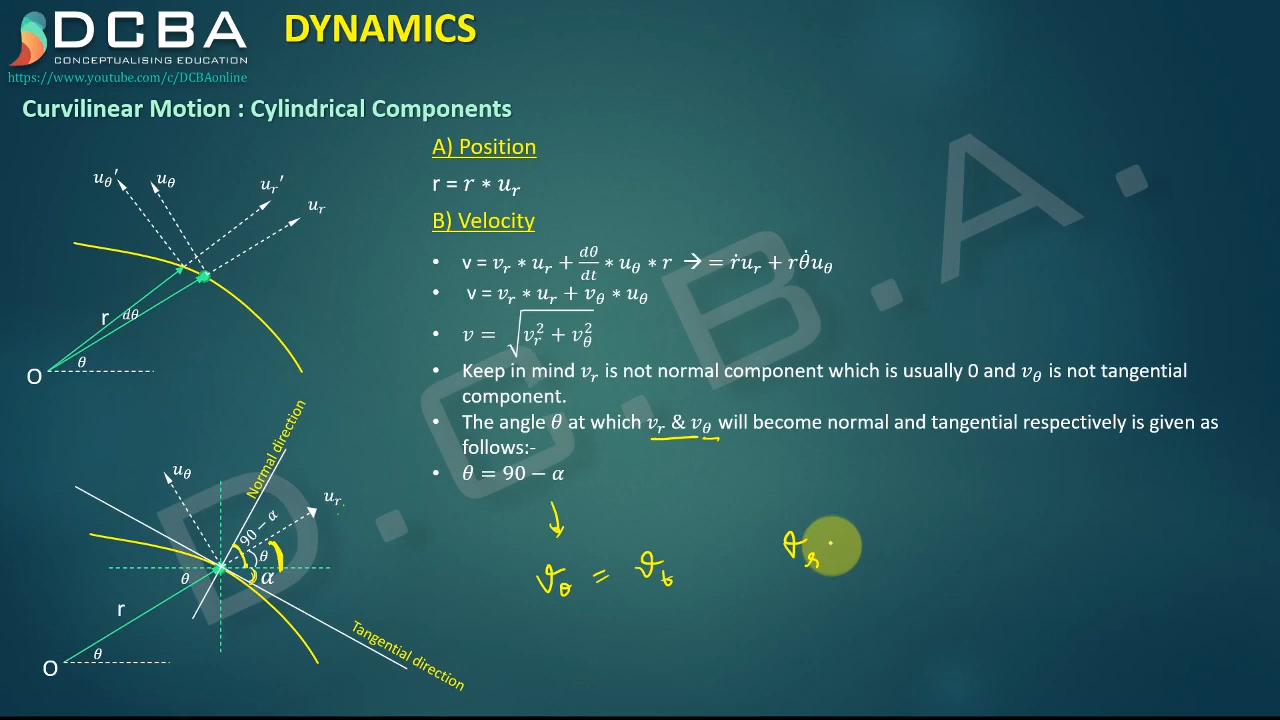 DCBA
CONCEPTUALISING EDUCATION
https://www.youtube.com/c/DCBAonline
DYNAMICS
Curvilinear Motion : Cylindrical Components
A) Position
r = r ∗ u_r
B) Velocity
• v = v_r ∗ u_r + dθ/dt ∗ u_θ ∗ r → = ṙu_r + rθ̇u_θ
• v = v_r ∗ u_r + v_θ ∗ u_θ
• v = √(v_r² + v_θ²)
• Keep in mind v_r is not normal component which is usually 0 and v_θ is not tangential
component.
• The angle θ at which v_r & v_θ will become normal and tangential respectively is given as
follows:-
• θ = 90 − α
v_θ = v_t
v_r
u_θ′
u_θ
u_r′
u_r
r
dθ
θ
O
Normal direction
u_θ
u_r
90 − α
θ
α
θ
r
Tangential direction
θ
O
D.C.B.A.